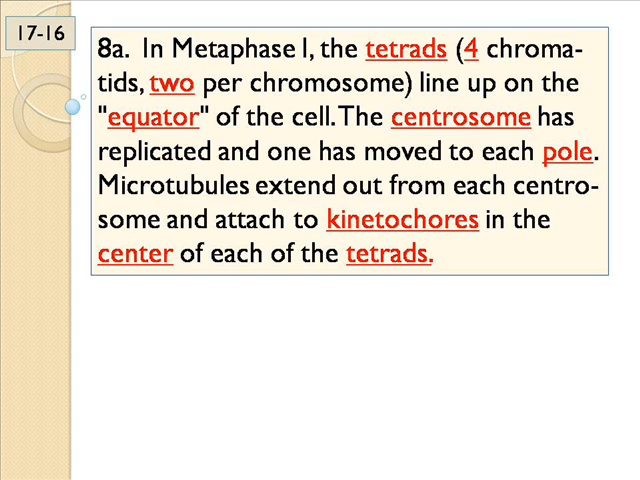 17-16
8a. In Metaphase I, the tetrads (4 chroma-
tids, two per chromosome) line up on the
"equator" of the cell. The centrosome has
replicated and one has moved to each pole.
Microtubules extend out from each centro-
some and attach to kinetochores in the
center of each of the tetrads.